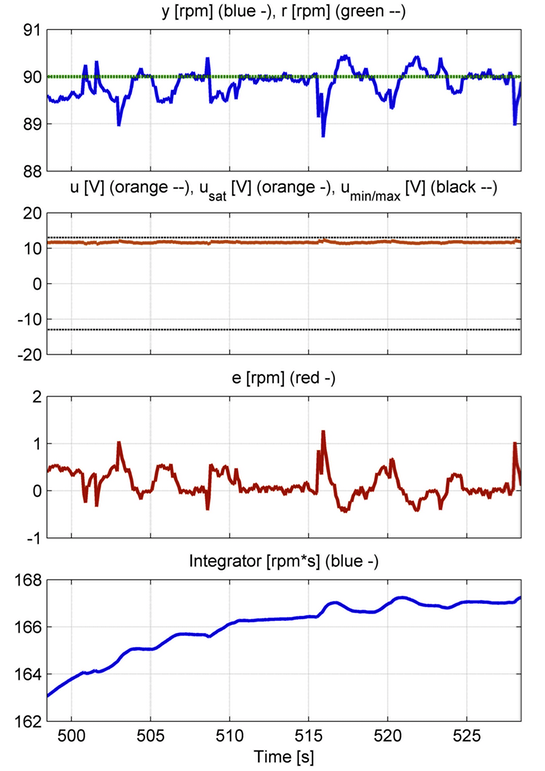 y [rpm] (blue -), r [rpm] (green --)
91
90
89
88
u [V] (orange --), u_sat [V] (orange -), u_min/max [V] (black --)
20
10
0
-10
-20
e [rpm] (red -)
2
1
0
-1
Integrator [rpm*s] (blue -)
168
166
164
162
500 505 510 515 520 525
Time [s]